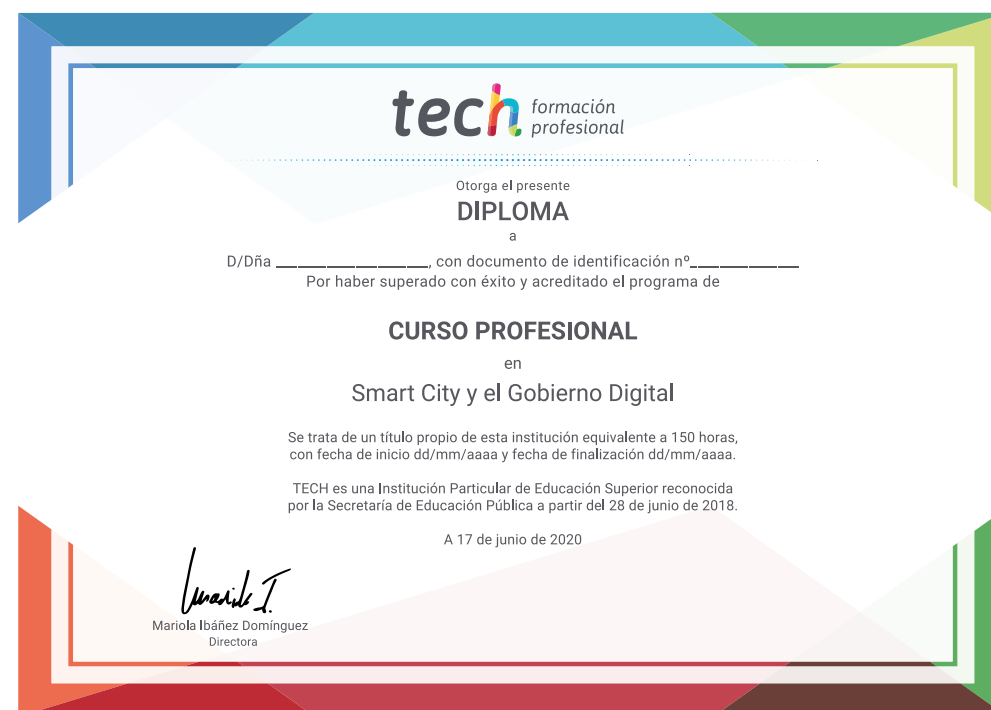 tech formación
profesional
Otorga el presente
DIPLOMA
a
D/Dña ____________________, con documento de identificación nº______________
Por haber superado con éxito y acreditado el programa de
CURSO PROFESIONAL
en
Smart City y el Gobierno Digital
Se trata de un título propio de esta institución equivalente a 150 horas,
con fecha de inicio dd/mm/aaaa y fecha de finalización dd/mm/aaaa.
TECH es una Institución Particular de Educación Superior reconocida
por la Secretaría de Educación Pública a partir del 28 de junio de 2018.
A 17 de junio de 2020
Mariola I.
Mariola Ibáñez Domínguez
Directora